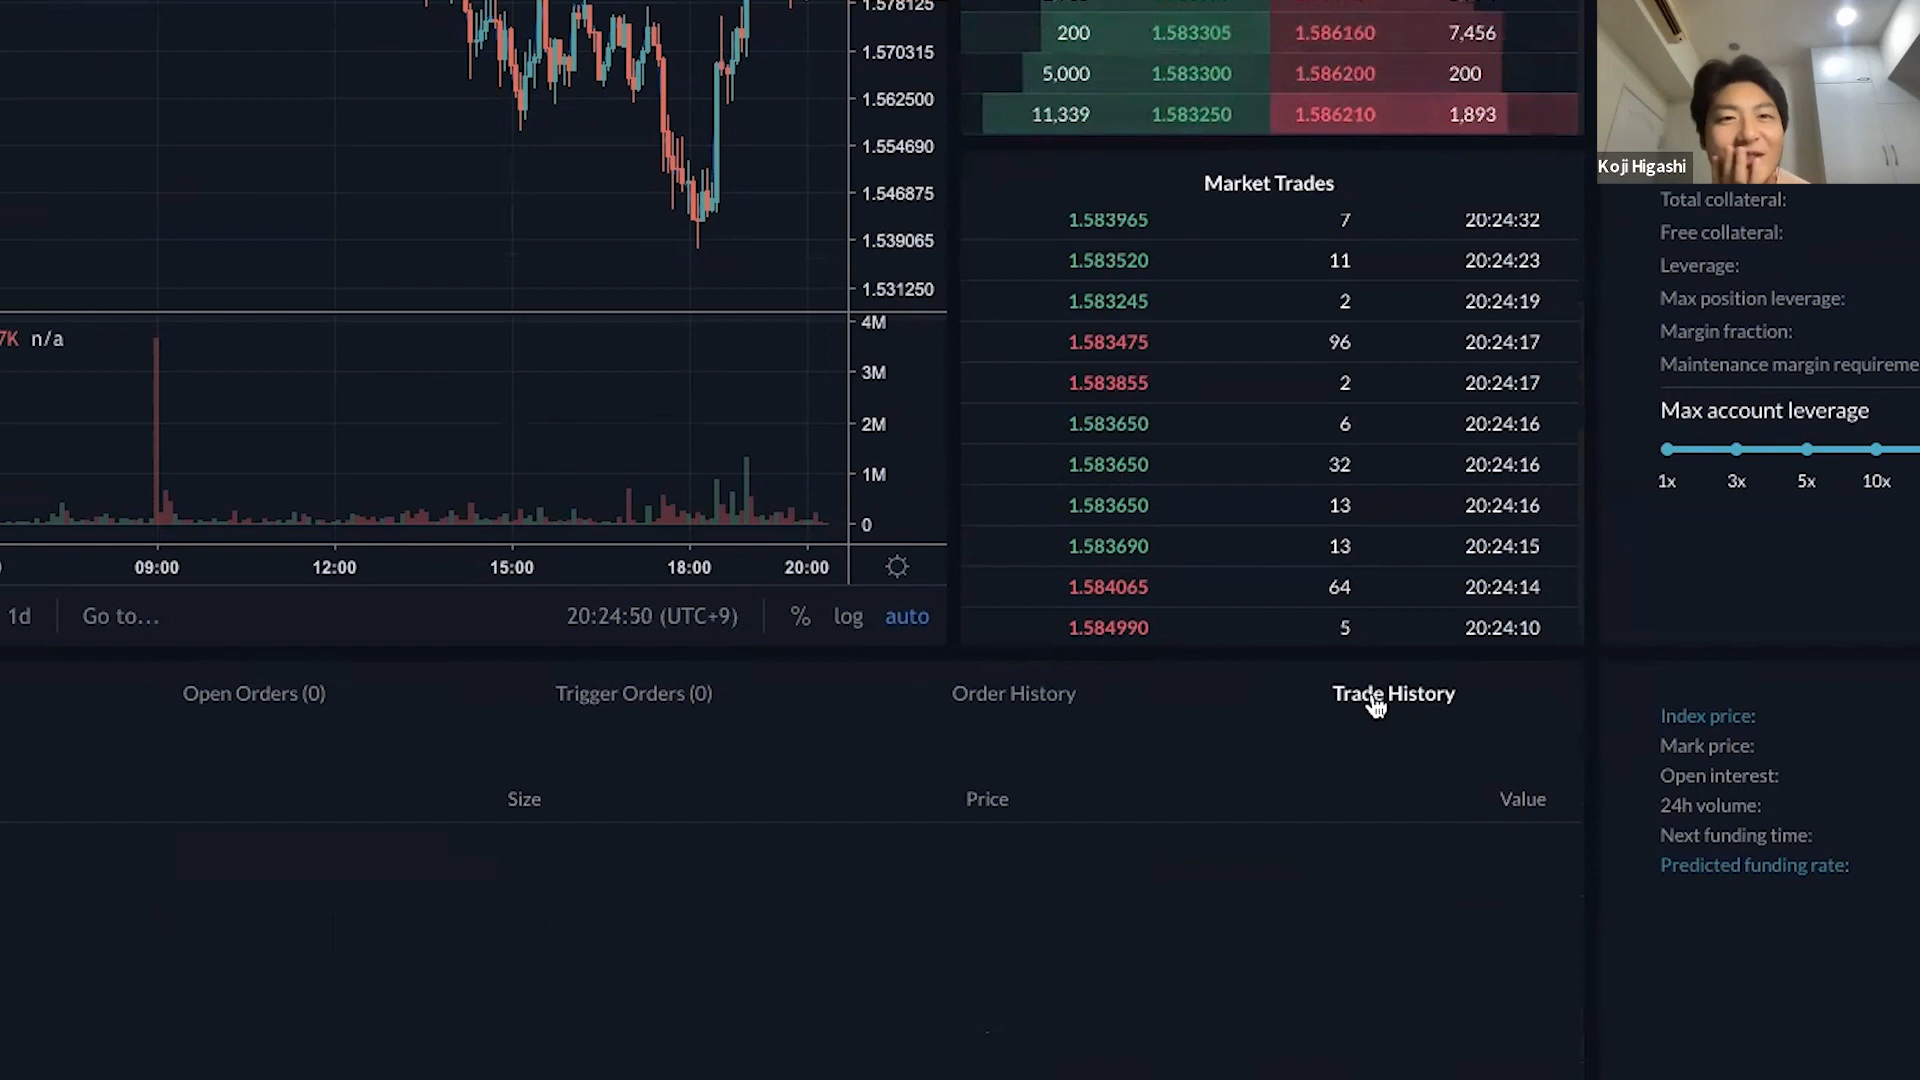 1.578125
1.570315
1.562500
1.554690
1.546875
1.539065
1.531250
7K n/a
4M
3M
2M
1M
0
09:00 12:00 15:00 18:00 20:00
1d Go to... 20:24:50 (UTC+9) % log auto
200 1.583305 1.586160 7,456
5,000 1.583300 1.586200 200
11,339 1.583250 1.586210 1,893
Market Trades
1.583965 7 20:24:32
1.583520 11 20:24:23
1.583245 2 20:24:19
1.583475 96 20:24:17
1.583855 2 20:24:17
1.583650 6 20:24:16
1.583650 32 20:24:16
1.583650 13 20:24:16
1.583690 13 20:24:15
1.584065 64 20:24:14
1.584990 5 20:24:10
Koji Higashi
Total collateral:
Free collateral:
Leverage:
Max position leverage:
Margin fraction:
Maintenance margin requireme
Max account leverage
1x 3x 5x 10x
Open Orders (0) Trigger Orders (0) Order History Trade History
Size Price Value
Index price:
Mark price:
Open interest:
24h volume:
Next funding time:
Predicted funding rate: